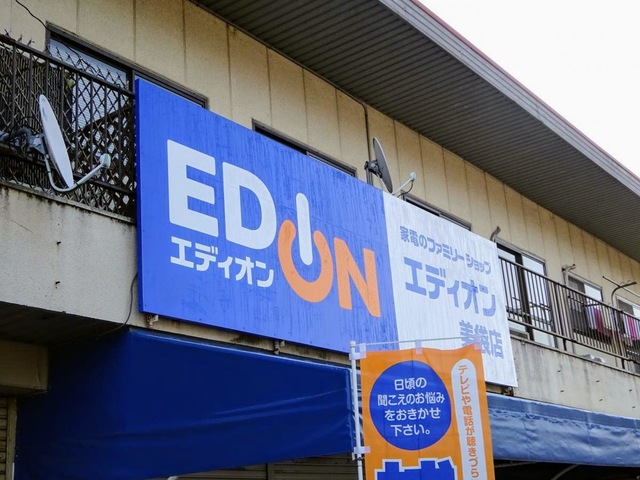 EDION
エディオン
家電のファミリーショップ
エディオン
美袋店
日頃の
聞こえのお悩み
をおきかせ
下さい。
テレビや電話が聴きづら